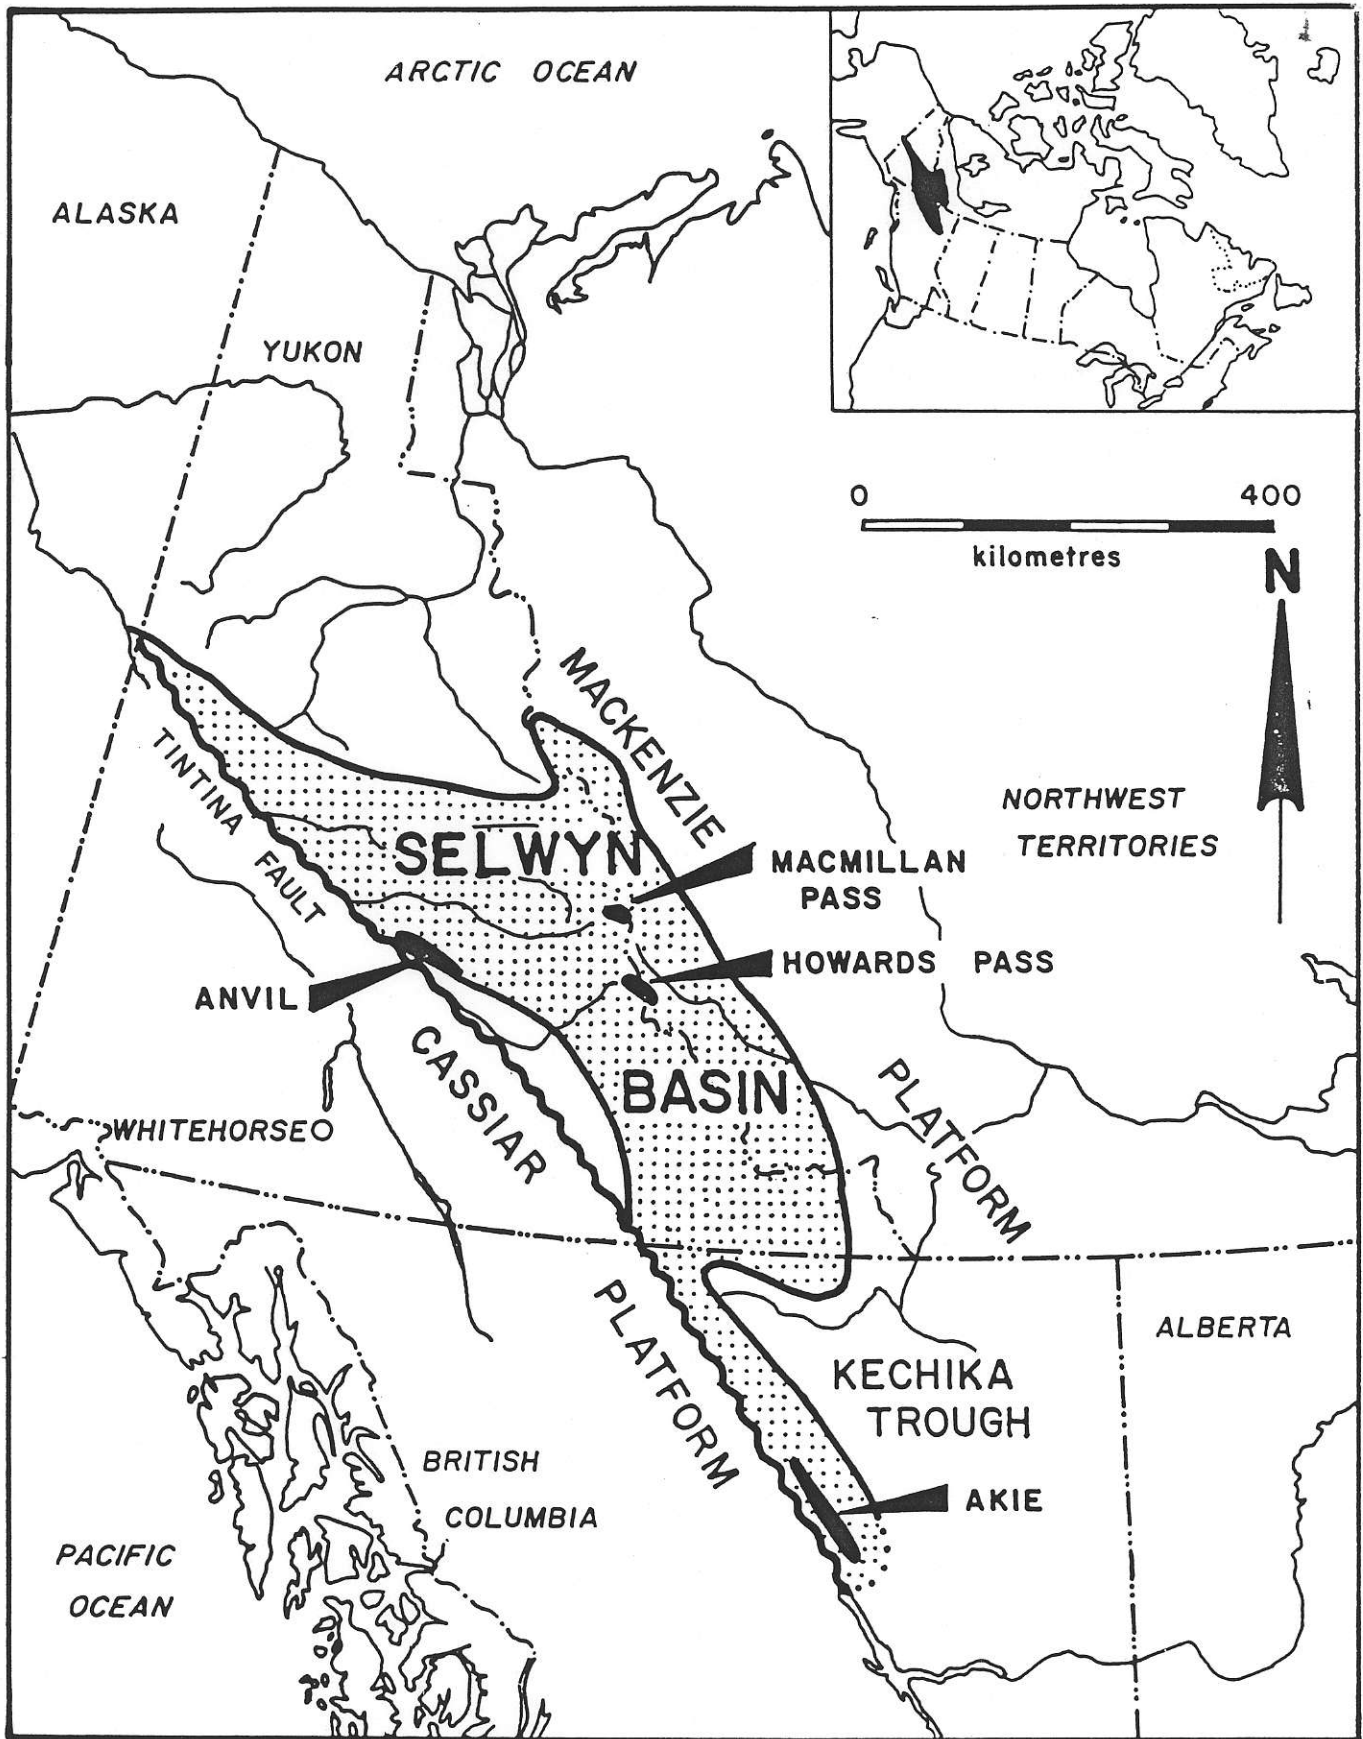 ARCTIC OCEAN
ALASKA
YUKON
0 400
kilometres
N
MACKENZIE
TINTINA FAULT
SELWYN
NORTHWEST
TERRITORIES
MACMILLAN
PASS
HOWARDS PASS
ANVIL
CASSIAR
BASIN
PLATFORM
WHITEHORSE
PLATFORM
ALBERTA
KECHIKA
TROUGH
BRITISH
COLUMBIA
AKIE
PACIFIC
OCEAN